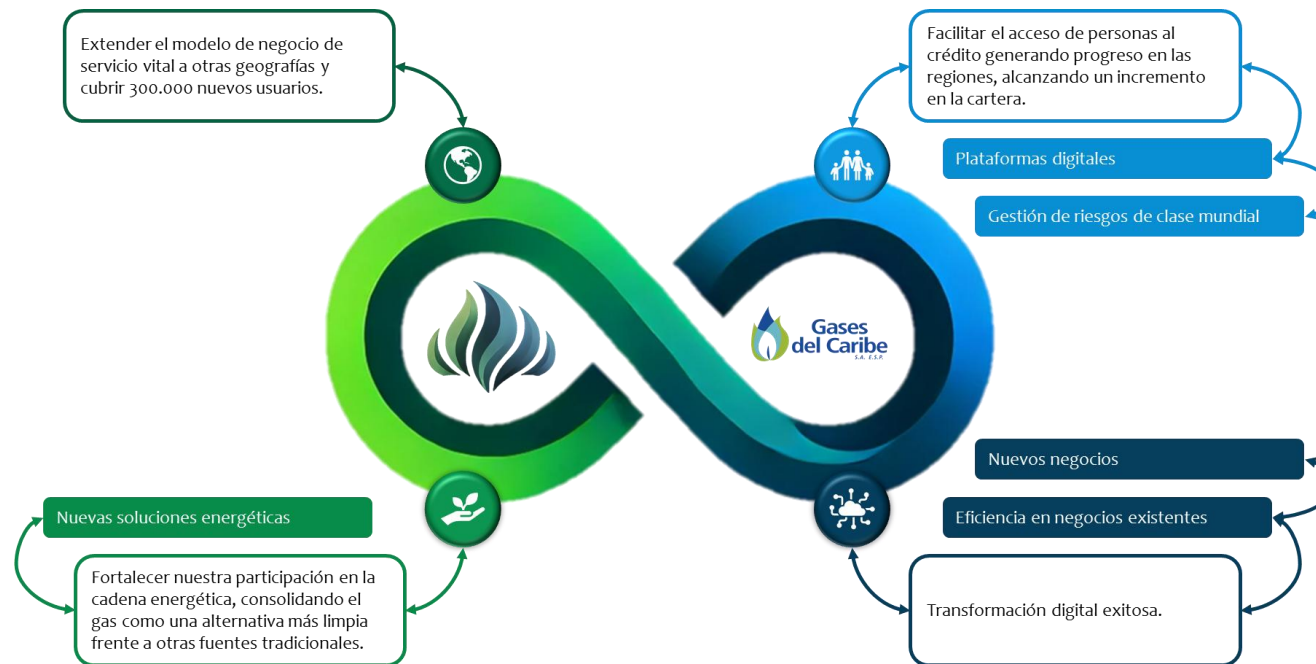 Extender el modelo de negocio de
servicio vital a otras geografías y
cubrir 300.000 nuevos usuarios.
Facilitar el acceso de personas al
crédito generando progreso en las
regiones, alcanzando un incremento
en la cartera.
Plataformas digitales
Gestión de riesgos de clase mundial
Gases
del Caribe
S.A. E.S.P.
Nuevos negocios
Eficiencia en negocios existentes
Transformación digital exitosa.
Nuevas soluciones energéticas
Fortalecer nuestra participación en la
cadena energética, consolidando el
gas como una alternativa más limpia
frente a otras fuentes tradicionales.